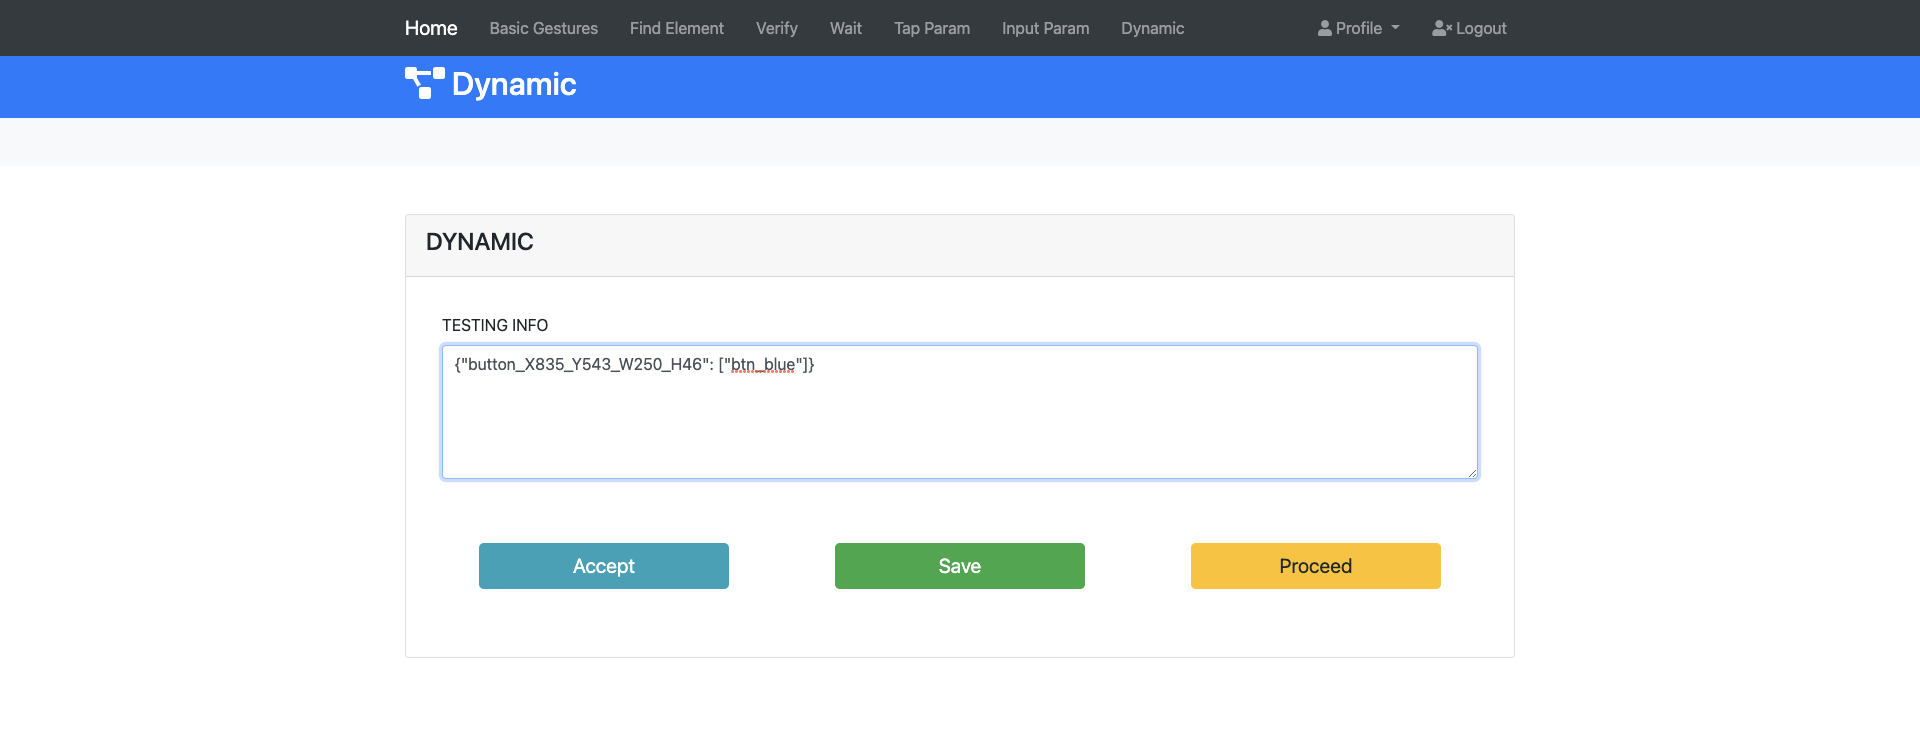 Home Basic Gestures Find Element Verify Wait Tap Param Input Param Dynamic Profile Logout
Dynamic
DYNAMIC
TESTING INFO
{"button_X835_Y543_W250_H46": ["btn_blue"]}
Accept Save Proceed